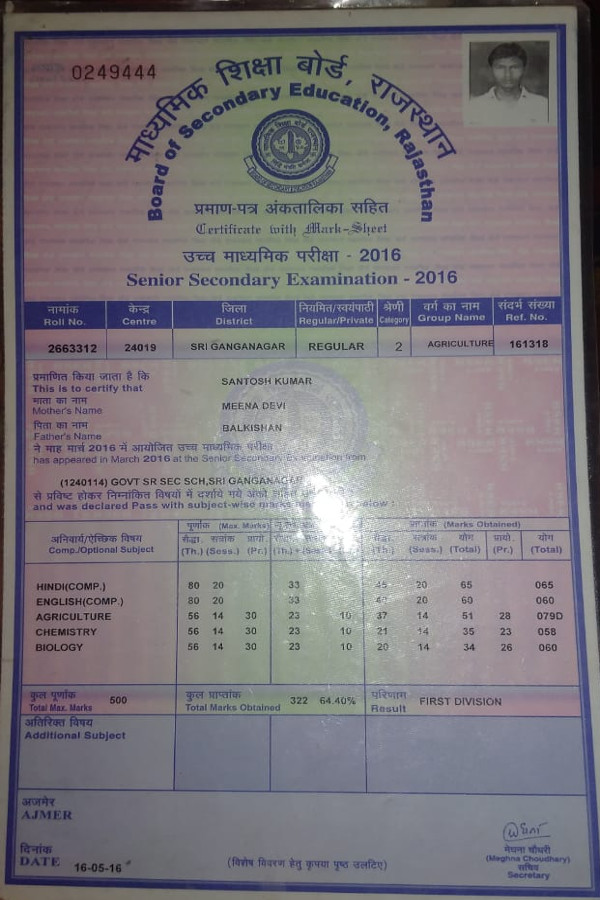 0249444
माध्यमिक शिक्षा बोर्ड, राजस्थान
Board of Secondary Education, Rajasthan
प्रमाण-पत्र अंकतालिका सहित
Certificate with Mark-Sheet
उच्च माध्यमिक परीक्षा - 2016
Senior Secondary Examination - 2016
नामांक केन्द्र जिला नियमित/स्वयंपाठी श्रेणी वर्ग का नाम संदर्भ संख्या
Roll No. Centre District Regular/Private Category Group Name Ref. No.
2663312 24019 SRI GANGANAGAR REGULAR 2 AGRICULTURE 161318
प्रमाणित किया जाता है कि
This is to certify that SANTOSH KUMAR
माता का नाम
Mother's Name MEENA DEVI
पिता का नाम
Father's Name BALKISHAN
ने माह मार्च 2016 में आयोजित उच्च माध्यमिक परीक्षा
has appeared in March 2016 at the Senior Secondary Examination from
(1240114) GOVT SR SEC SCH,SRI GANGANAGAR
से प्रविष्ट होकर निम्नांकित विषयों में दर्शाये गये अंकों सहित
and was declared Pass with subject-wise marks below :
अनिवार्य/ऐच्छिक विषय पूर्णांक (Max. Marks) प्राप्तांक (Marks Obtained)
सैद्धा. सत्रांक प्रायो. सैद्धा. सत्रांक योग प्रायो. योग
Comp./Optional Subject (Th.) (Sess.) (Pr.) (Th.) (Sess.) (Total) (Pr.) (Total)
HINDI(COMP.) 80 20 33 45 20 65 065
ENGLISH(COMP.) 80 20 33 40 20 60 060
AGRICULTURE 56 14 30 23 10 37 14 51 28 079D
CHEMISTRY 56 14 30 23 10 21 14 35 23 058
BIOLOGY 56 14 30 23 10 20 14 34 26 060
कुल पूर्णांक 500 कुल प्राप्तांक 322 64.40% परिणाम FIRST DIVISION
Total Max. Marks Total Marks Obtained Result
अतिरिक्त विषय
Additional Subject
अजमेर
AJMER
दिनांक
DATE 16-05-16
(विशेष विवरण हेतु कृपया पृष्ठ उलटिए)
मेघना चौधरी
(Meghna Choudhary)
सचिव
Secretary